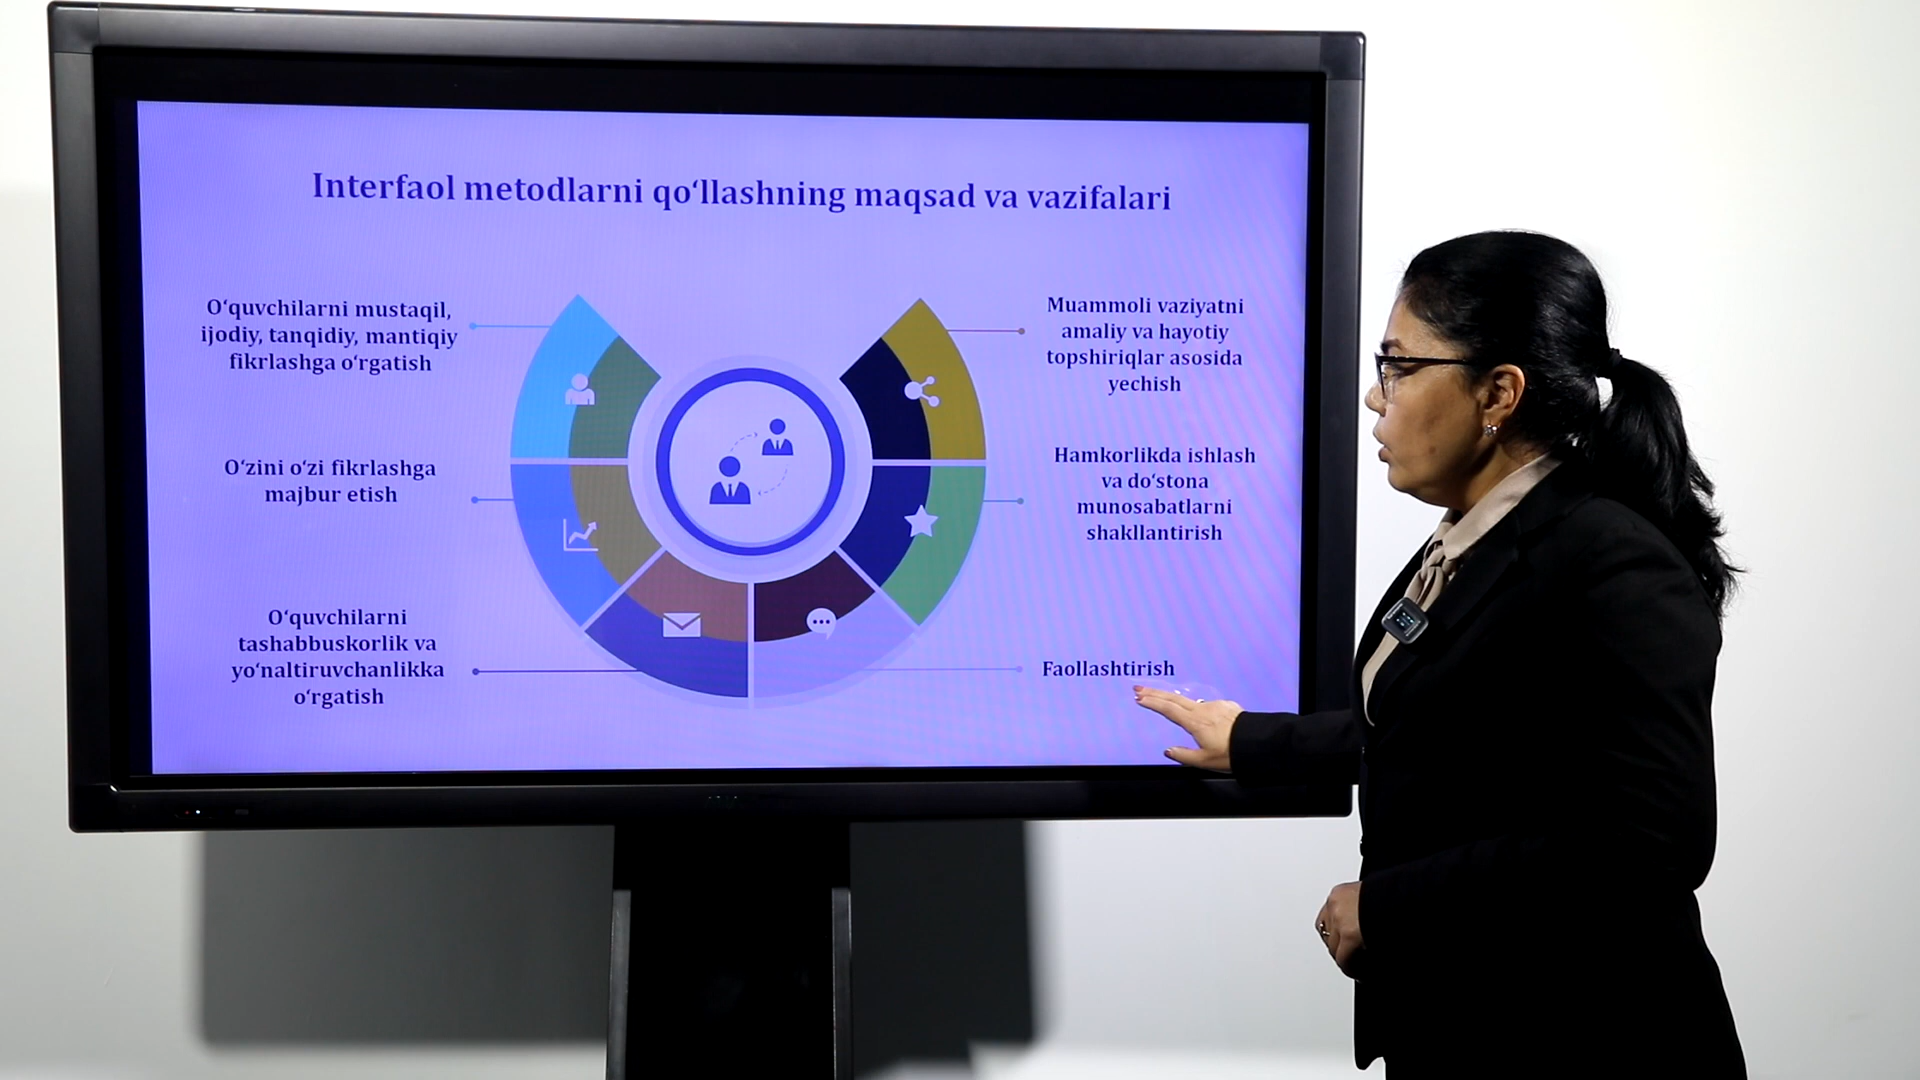 Interfaol metodlarni qo‘llashning maqsad va vazifalari
O‘quvchilarni mustaqil,
ijodiy, tanqidiy, mantiqiy
fikrlashga o‘rgatish
O‘zini o‘zi fikrlashga
majbur etish
O‘quvchilarni
tashabbuskorlik va
yo‘naltiruvchanlikka
o‘rgatish
Muammoli vaziyatni
amaliy va hayotiy
topshiriqlar asosida
yechish
Hamkorlikda ishlash
va do‘stona
munosabatlarni
shakllantirish
Faollashtirish